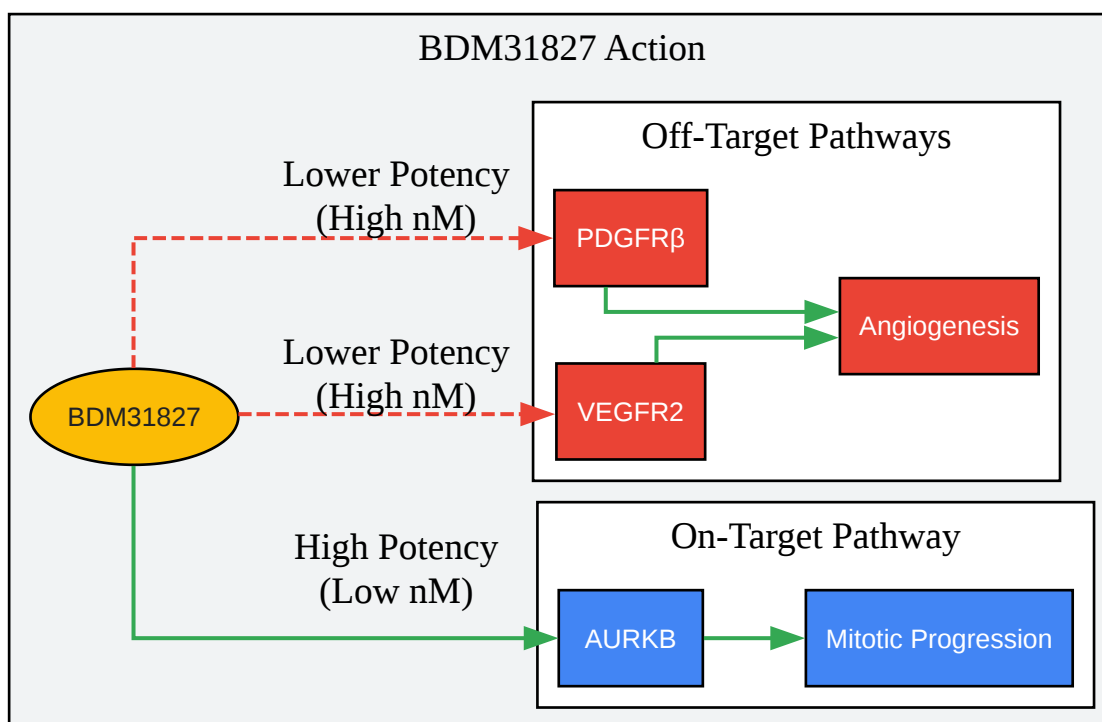 BDM31827 Action
Off-Target Pathways
Lower Potency
(High nM)
PDGFRβ
Angiogenesis
Lower Potency
(High nM)
BDM31827
VEGFR2
On-Target Pathway
High Potency
(Low nM)
AURKB
Mitotic Progression